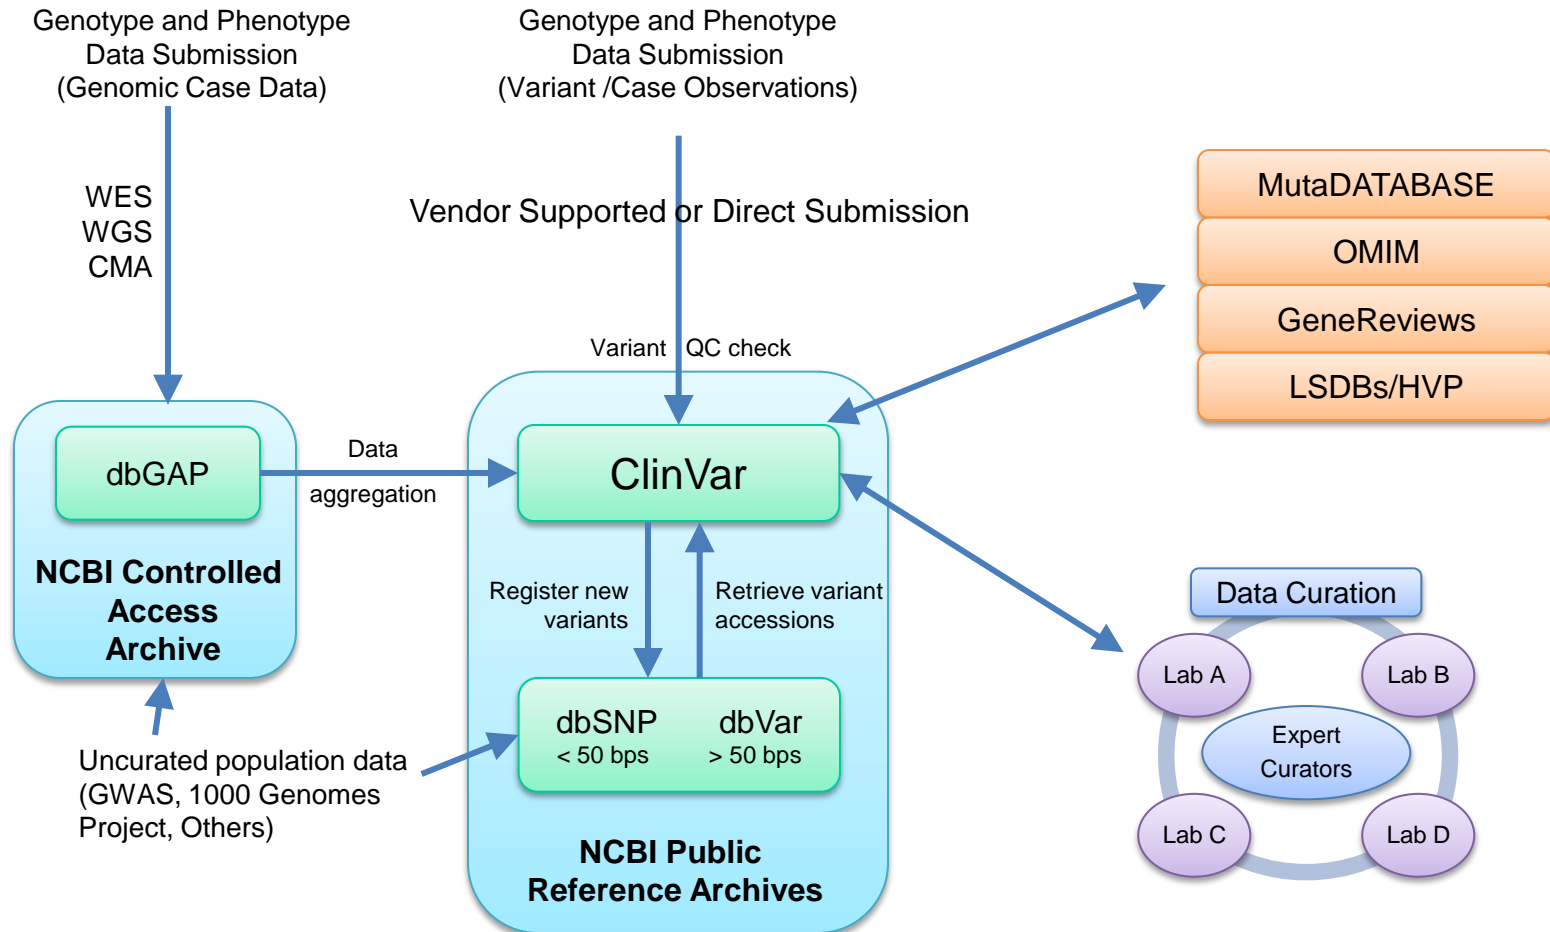 Genotype and Phenotype
Data Submission
(Genomic Case Data)
Genotype and Phenotype
Data Submission
(Variant /Case Observations)
WES
WGS
CMA
Vendor Supported or Direct Submission
MutaDATABASE
OMIM
GeneReviews
LSDBs/HVP
Variant QC check
dbGAP
Data
aggregation
ClinVar
NCBI Controlled
Access
Archive
Register new
variants
Retrieve variant
accessions
Data Curation
Lab A
Lab B
Expert
Curators
Lab C
Lab D
dbSNP
< 50 bps
dbVar
> 50 bps
Uncurated population data
(GWAS, 1000 Genomes
Project, Others)
NCBI Public
Reference Archives